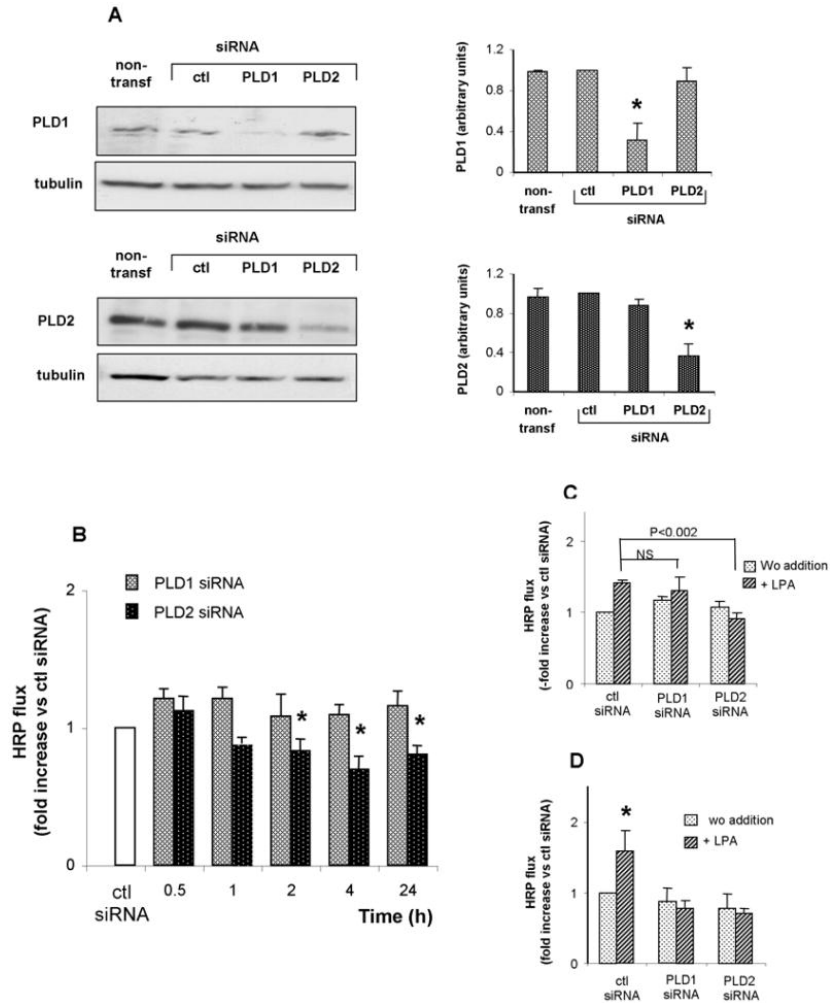 A
siRNA
non-
transf
ctl PLD1 PLD2
PLD1
tubulin
siRNA
non-
transf
ctl PLD1 PLD2
PLD2
tubulin
PLD1 (arbitrary units)
1.2
0.8
0.4
0
*
non-
transf
ctl PLD1 PLD2
siRNA
PLD2 (arbitrary units)
1.2
0.8
0.4
0
*
non-
transf
ctl PLD1 PLD2
siRNA
B
HRP flux
(fold increase vs ctl siRNA)
2
1
0
PLD1 siRNA
PLD2 siRNA
* * *
ctl
siRNA
0.5 1 2 4 24
Time (h)
C
HRP flux
(-fold increase vs ctl siRNA)
2
1
0
P<0.002
NS
Wo addition
+ LPA
ctl
siRNA
PLD1
siRNA
PLD2
siRNA
D
HRP flux
(fold increase vs ctl siRNA)
2
1
0
*
wo addition
+ LPA
ctl
siRNA
PLD1
siRNA
PLD2
siRNA